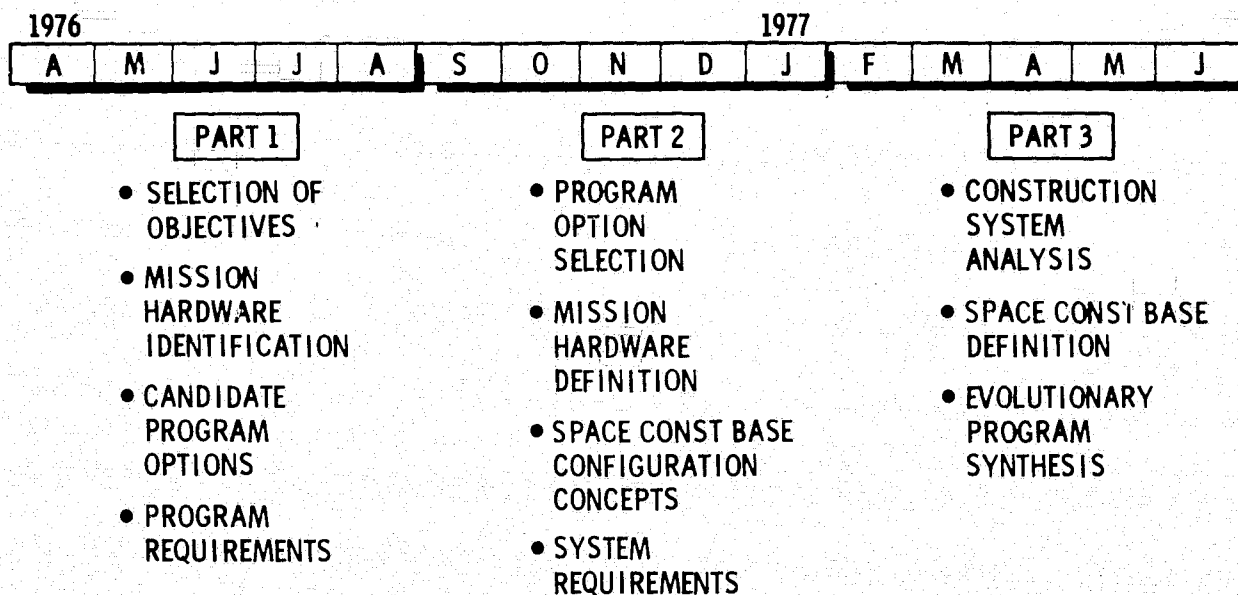 1976 1977
A M J J A S O N D J F M A M J
PART 1
• SELECTION OF
OBJECTIVES
• MISSION
HARDWARE
IDENTIFICATION
• CANDIDATE
PROGRAM
OPTIONS
• PROGRAM
REQUIREMENTS
PART 2
• PROGRAM
OPTION
SELECTION
• MISSION
HARDWARE
DEFINITION
• SPACE CONST BASE
CONFIGURATION
CONCEPTS
• SYSTEM
REQUIREMENTS
PART 3
• CONSTRUCTION
SYSTEM
ANALYSIS
• SPACE CONST BASE
DEFINITION
• EVOLUTIONARY
PROGRAM
SYNTHESIS